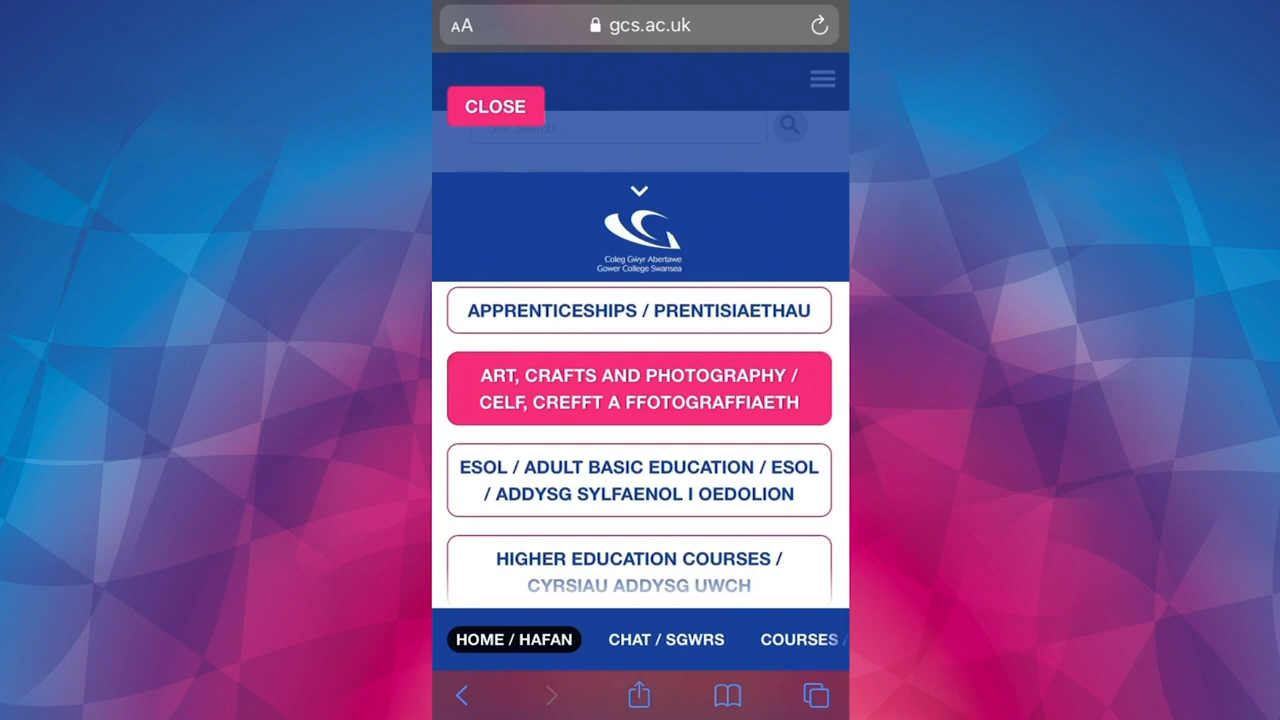 AA
gcs.ac.uk
CLOSE
Site Search...
Coleg Gŵyr Abertawe
Gower College Swansea
APPRENTICESHIPS / PRENTISIAETHAU
ART, CRAFTS AND PHOTOGRAPHY /
CELF, CREFFT A FFOTOGRAFFIAETH
ESOL / ADULT BASIC EDUCATION / ESOL
/ ADDYSG SYLFAENOL I OEDOLION
HIGHER EDUCATION COURSES /
CYRSIAU ADDYSG UWCH
HOME / HAFAN
CHAT / SGWRS
COURSES /